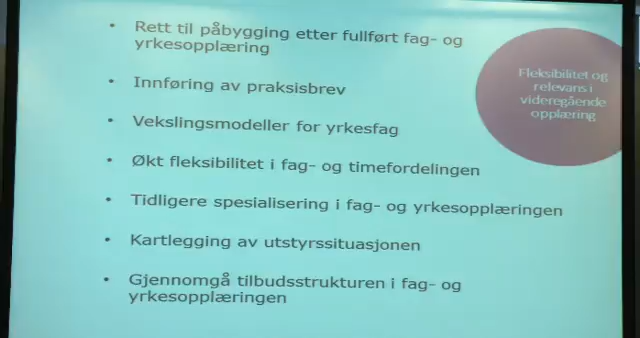 • Rett til påbygging etter fullført fag- og
yrkesopplæring
• Innføring av praksisbrev
• Vekslingsmodeller for yrkesfag
• Økt fleksibilitet i fag- og timefordelingen
• Tidligere spesialisering i fag- og yrkesopplæringen
• Kartlegging av utstyrssituasjonen
• Gjennomgå tilbudsstrukturen i fag- og
yrkesopplæringen
Fleksibilitet og
relevans i
videregående
opplæring